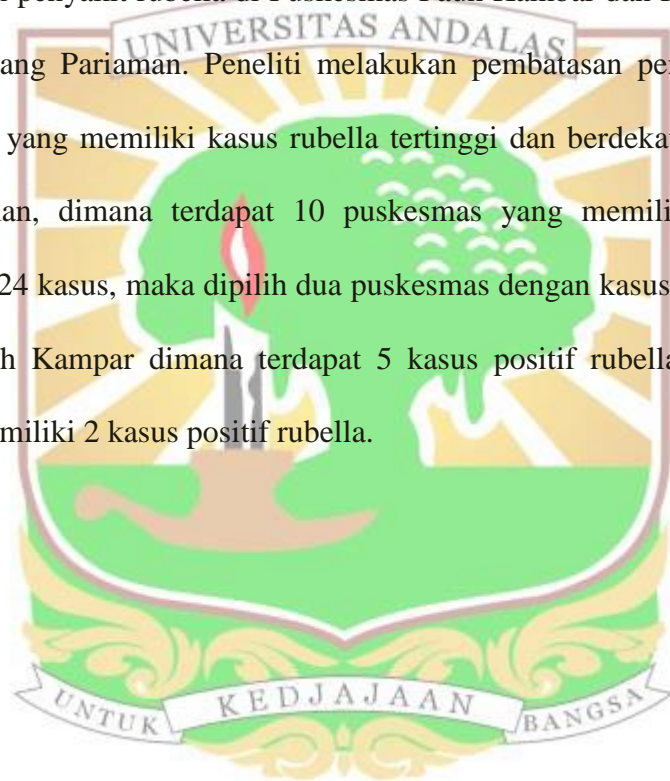 penyakit rubella di Puskesmas Pauh Kambar dan
UNIVERSITAS ANDALAS
ang Pariaman. Peneliti melakukan pembatasan pe
yang memiliki kasus rubella tertinggi dan berdeka
an, dimana terdapat 10 puskesmas yang memili
24 kasus, maka dipilih dua puskesmas dengan kasus
h Kampar dimana terdapat 5 kasus positif rubella
miliki 2 kasus positif rubella.
UNTUK KEDJAJAAN BANGSA